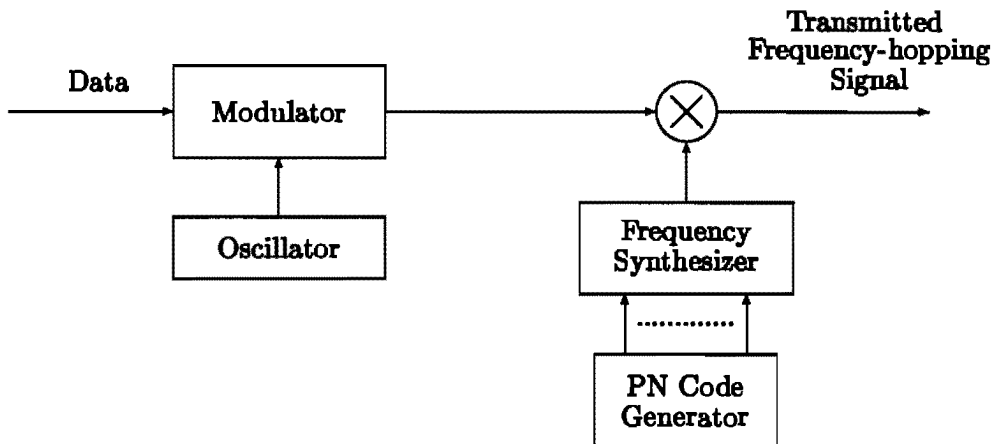 Transmitted
Frequency-hopping
Signal
Data
Modulator
Oscillator
Frequency
Synthesizer
PN Code
Generator